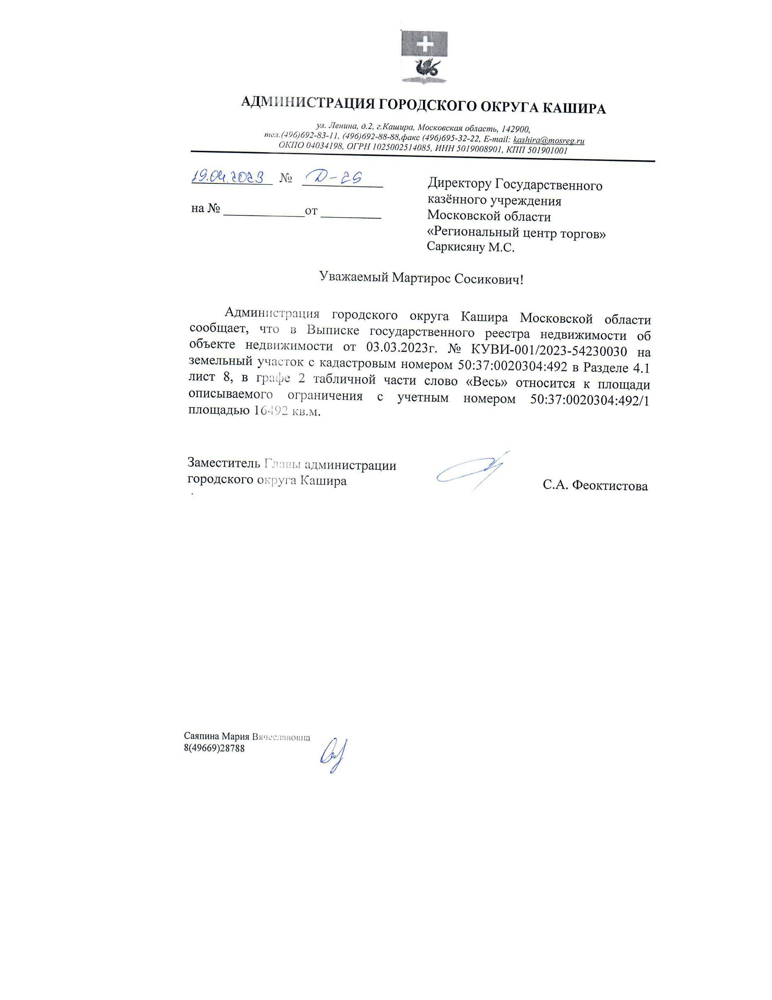 АДМИНИСТРАЦИЯ ГОРОДСКОГО ОКРУГА КАШИРА
ул. Ленина, д.2, г.Кашира, Московская область, 142900,
тел.(496)692-83-11, (496)692-88-88,факс (496)695-32-22, E-mail: kashira@mosreg.ru
ОКПО 04034198, ОГРН 1025002514085, ИНН 5019008901, КПП 501901001
19.04.2023 № Д-25
на № ____________ от _________
Директору Государственного
казённого учреждения
Московской области
«Региональный центр торгов»
Саркисяну М.С.
Уважаемый Мартирос Сосикович!
Администрация городского округа Кашира Московской области
сообщает, что в Выписке государственного реестра недвижимости об
объекте недвижимости от 03.03.2023г. № КУВИ-001/2023-54230030 на
земельный участок с кадастровым номером 50:37:0020304:492 в Разделе 4.1
лист 8, в графе 2 табличной части слово «Весь» относится к площади
описываемого ограничения с учетным номером 50:37:0020304:492/1
площадью 16492 кв.м.
Заместитель Главы администрации
городского округа Кашира
С.А. Феоктистова
Саяпина Мария Вячеславовна
8(49669)28788